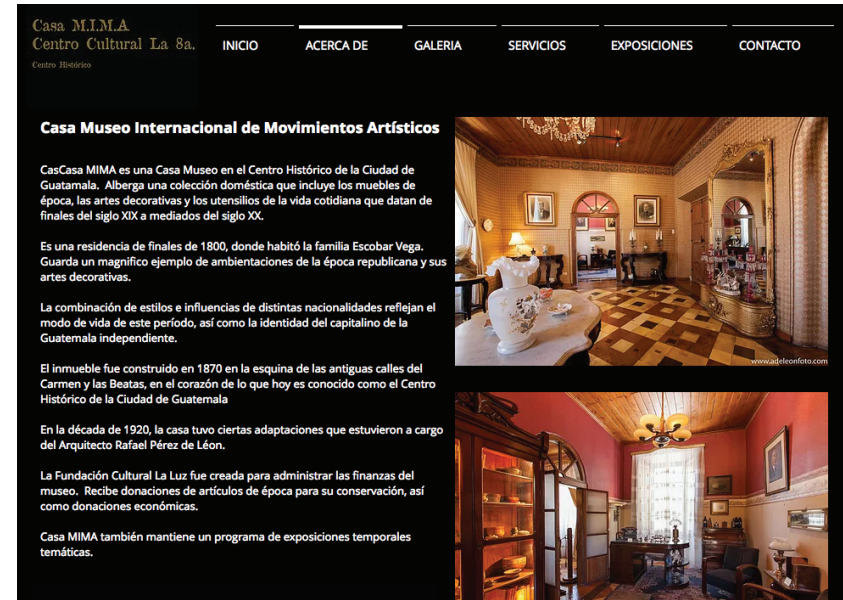 Casa M.I.M.A
Centro Cultural La 8a.
Centro Histórico
INICIO
ACERCA DE
GALERIA
SERVICIOS
EXPOSICIONES
CONTACTO
Casa Museo Internacional de Movimientos Artísticos
CasCasa MIMA es una Casa Museo en el Centro Histórico de la Ciudad de
Guatamala. Alberga una colección doméstica que incluye los muebles de
época, las artes decorativas y los utensilios de la vida cotidiana que datan de
finales del siglo XIX a mediados del siglo XX.
Es una residencia de finales de 1800, donde habitó la familia Escobar Vega.
Guarda un magnifico ejemplo de ambientaciones de la época republicana y sus
artes decorativas.
La combinación de estilos e influencias de distintas nacionalidades reflejan el
modo de vida de este período, así como la identidad del capitalino de la
Guatemala independiente.
El inmueble fue construido en 1870 en la esquina de las antiguas calles del
Carmen y las Beatas, en el corazón de lo que hoy es conocido como el Centro
Histórico de la Ciudad de Guatemala
En la década de 1920, la casa tuvo ciertas adaptaciones que estuvieron a cargo
del Arquitecto Rafael Pérez de Léon.
La Fundación Cultural La Luz fue creada para administrar las finanzas del
museo. Recibe donaciones de artículos de época para su conservación, así
como donaciones económicas.
Casa MIMA también mantiene un programa de exposiciones temporales
temáticas.
www.adeleonfoto.com